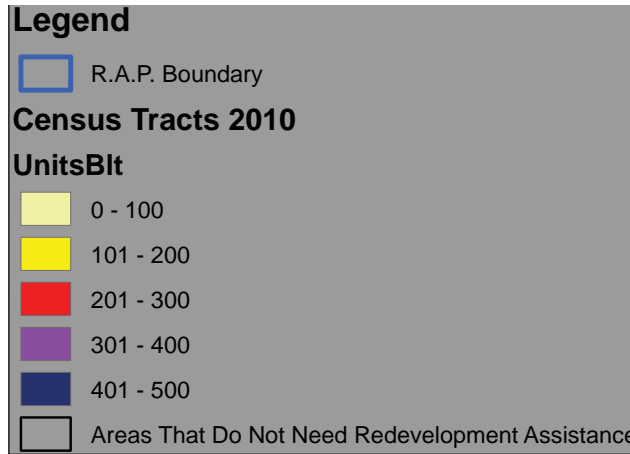 Legend
R.A.P. Boundary
Census Tracts 2010
UnitsBlt
0 - 100
101 - 200
201 - 300
301 - 400
401 - 500
Areas That Do Not Need Redevelopment Assistance